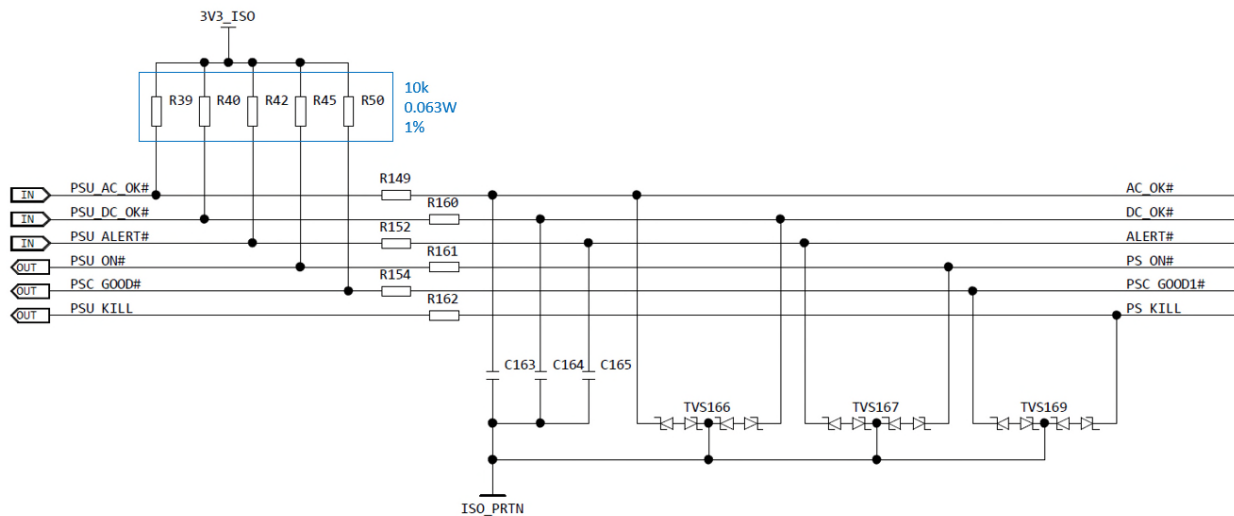 3V3_ISO
R39 R40 R42 R45 R50
10k
0.063W
1%
IN PSU_AC_OK# R149 AC_OK#
IN PSU_DC_OK# R160 DC_OK#
IN PSU_ALERT# R152 ALERT#
OUT PSU_ON# R161 PS_ON#
OUT PSC_GOOD# R154 PSC_GOOD1#
OUT PSU_KILL R162 PS_KILL
C163 C164 C165
TVS166 TVS167 TVS169
ISO_PRTN